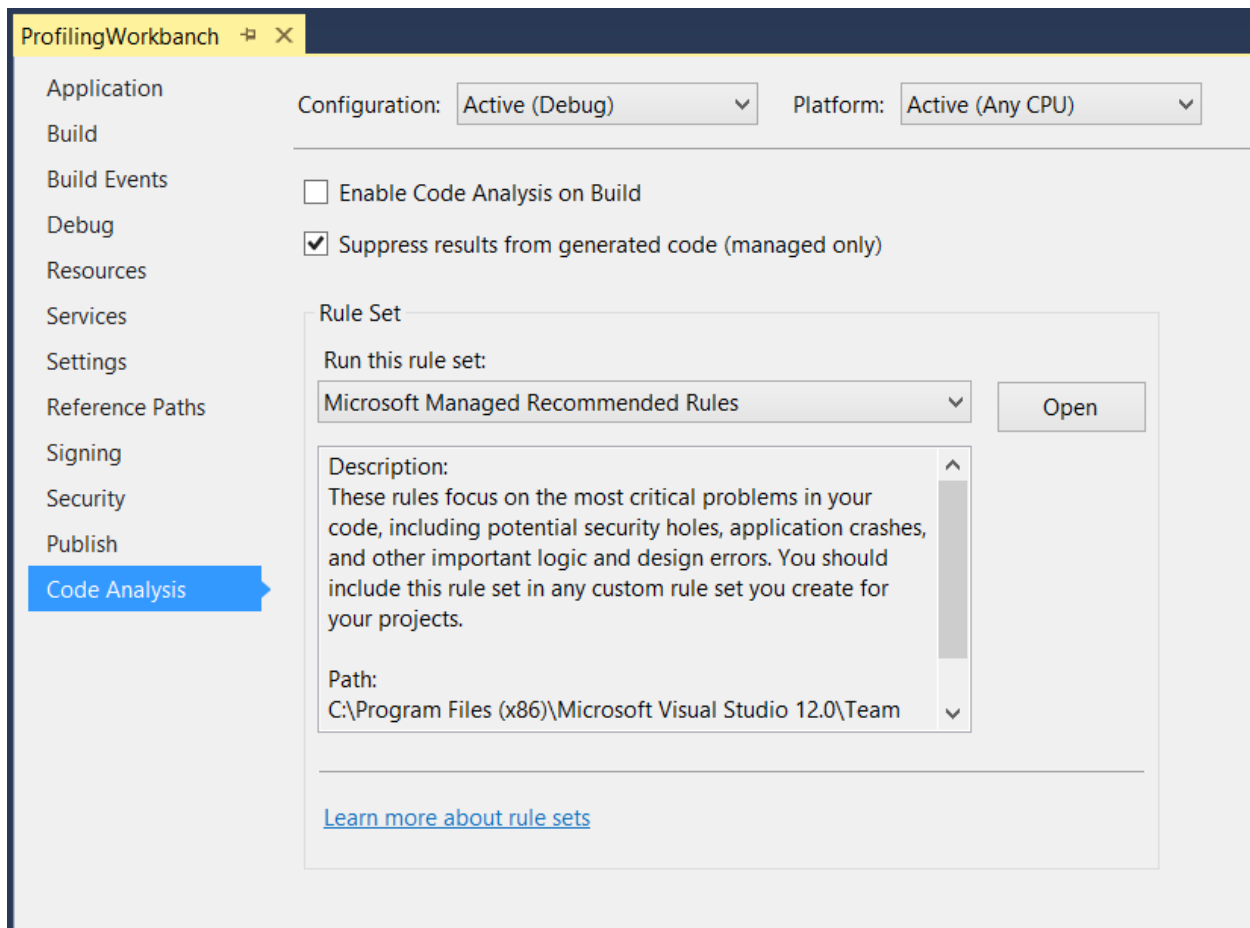 ProfilingWorkbanch
Application
Build
Build Events
Debug
Resources
Services
Settings
Reference Paths
Signing
Security
Publish
Code Analysis
Configuration: Active (Debug) Platform: Active (Any CPU)
Enable Code Analysis on Build
Suppress results from generated code (managed only)
Rule Set
Run this rule set:
Microsoft Managed Recommended Rules
Open
Description:
These rules focus on the most critical problems in your
code, including potential security holes, application crashes,
and other important logic and design errors. You should
include this rule set in any custom rule set you create for
your projects.
Path:
C:\Program Files (x86)\Microsoft Visual Studio 12.0\Team
Learn more about rule sets